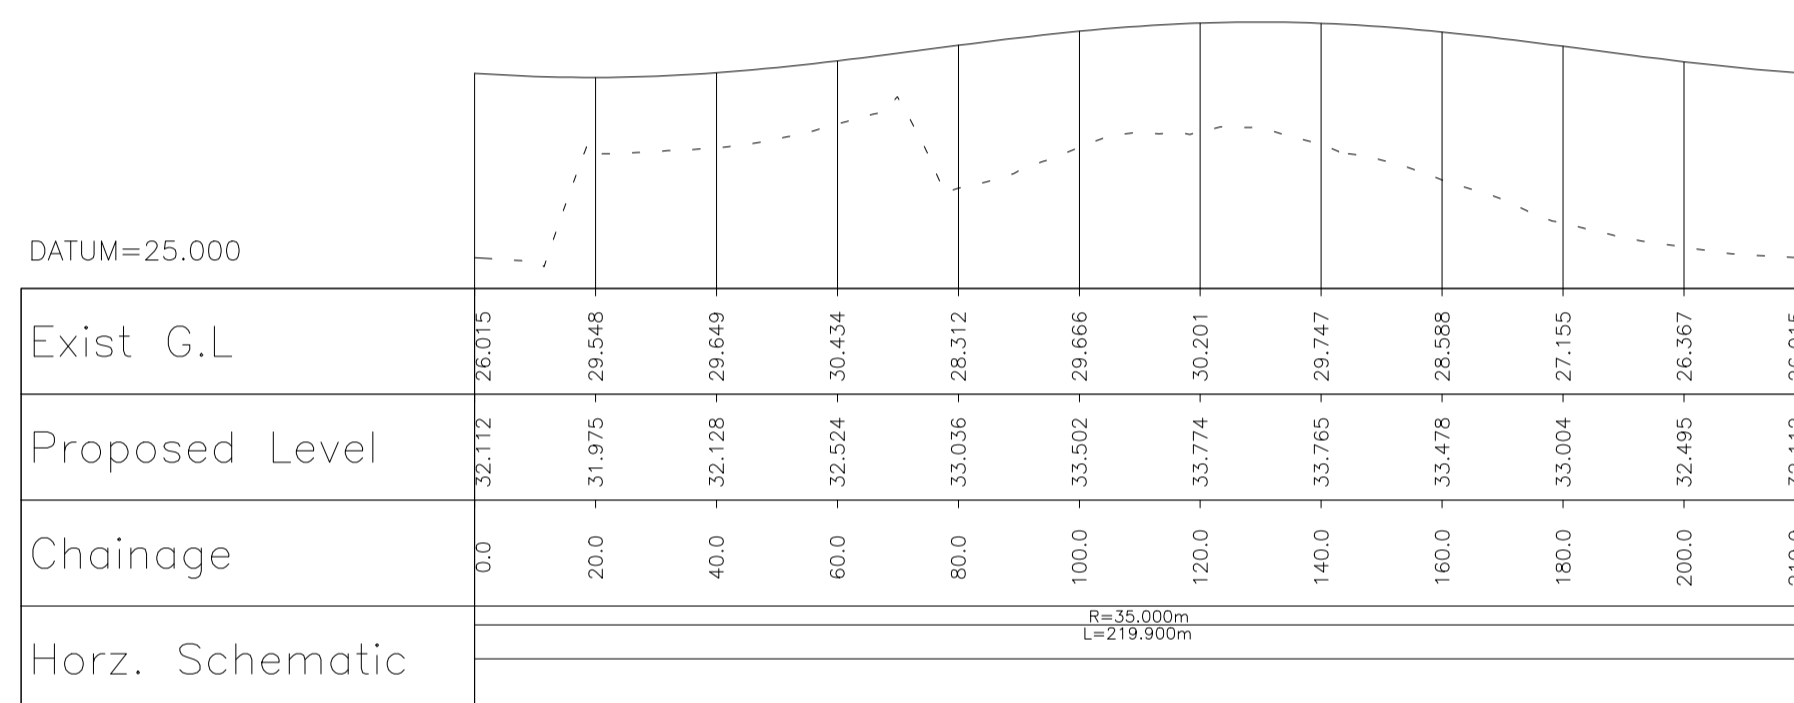 DATUM=25.000
Exist G.L 26.015 29.548 29.649 30.434 28.312 29.666 30.201 29.747 28.588 27.155 26.367
Proposed Level 32.112 31.975 32.128 32.524 33.036 33.502 33.774 33.765 33.478 33.004 32.495
Chainage 0.0 20.0 40.0 60.0 80.0 100.0 120.0 140.0 160.0 180.0 200.0
R=35.000m
L=219.900m
Horz. Schematic